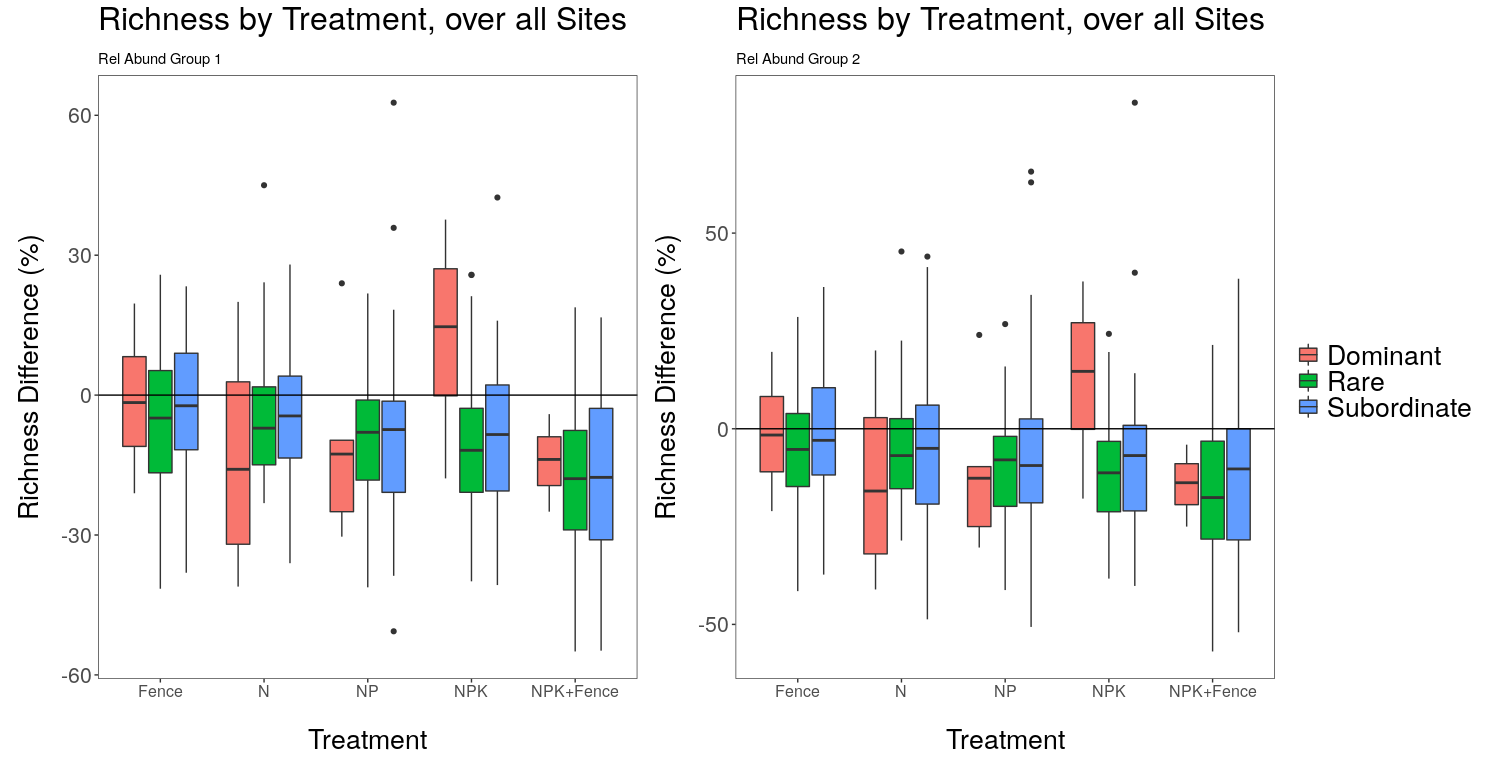 Richness by Treatment, over all Sites
Rel Abund Group 1
Richness Difference (%)
60
30
0
-30
-60
Fence N NP NPK NPK+Fence
Treatment
Richness by Treatment, over all Sites
Rel Abund Group 2
Richness Difference (%)
50
0
-50
Fence N NP NPK NPK+Fence
Treatment
Dominant
Rare
Subordinate